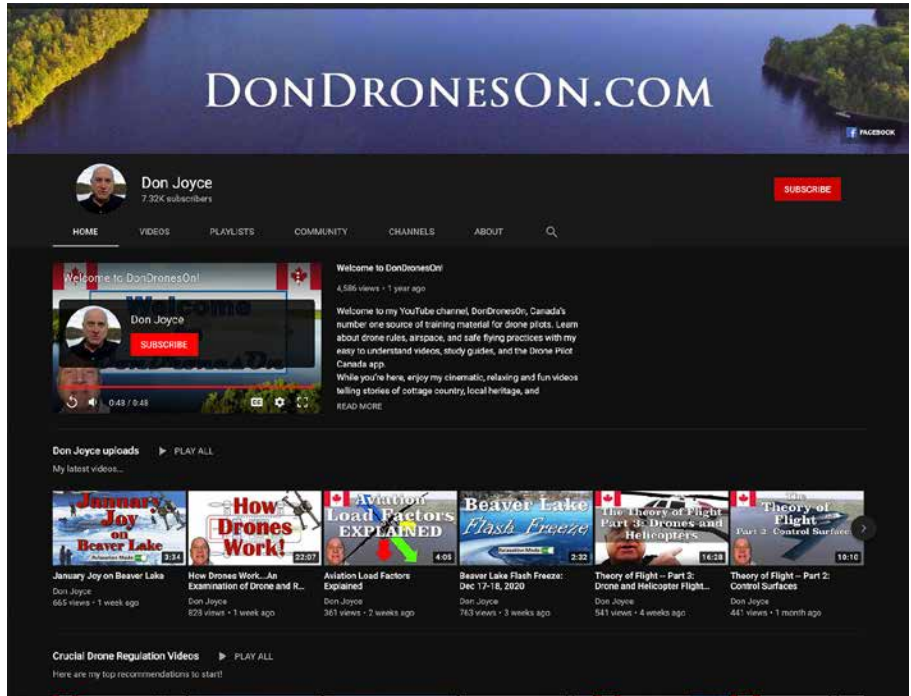 DONDRONESON.COM
FACEBOOK
Don Joyce
7.32K subscribers
SUBSCRIBE
HOME VIDEOS PLAYLISTS COMMUNITY CHANNELS ABOUT
Welcome to DonDronesOn!
Welcome
DonDronesOn
Don Joyce
SUBSCRIBE
0:48 / 0:48
CC
Welcome to DonDronesOn!
4,586 views • 1 year ago
Welcome to my YouTube channel, DonDronesOn, Canada's
number one source of training material for drone pilots. Learn
about drone rules, airspace, and safe flying practices with my
easy to understand videos, study guides, and the Drone Pilot
Canada app.
While you're here, enjoy my cinematic, relaxing and fun videos
telling stories of cottage country, local heritage, and
READ MORE
Don Joyce uploads PLAY ALL
My latest videos...
January
Joy
on
Beaver Lake
Relaxation Mode
3:34
How
Drones
Work!
22:07
Aviation
Load Factors
EXPLAINED
4:05
Beaver Lake
Flash Freeze
Relaxation Mode
2:32
The Theory of Flight
Part 3: Drones and
Helicopters
16:28
The
Theory of
Flight
Part 2: Control Surface
10:10
January Joy on Beaver Lake
Don Joyce
665 views • 1 week ago
How Drones Work...An
Examination of Drone and R...
Don Joyce
828 views • 1 week ago
Aviation Load Factors
Explained
Don Joyce
361 views • 2 weeks ago
Beaver Lake Flash Freeze:
Dec 17-18, 2020
Don Joyce
763 views • 3 weeks ago
Theory of Flight – Part 3:
Drone and Helicopter Flight...
Don Joyce
541 views • 4 weeks ago
Theory of Flight – Part 2:
Control Surfaces
Don Joyce
441 views • 1 month ago
Crucial Drone Regulation Videos PLAY ALL
Here are my top recommendations to start!